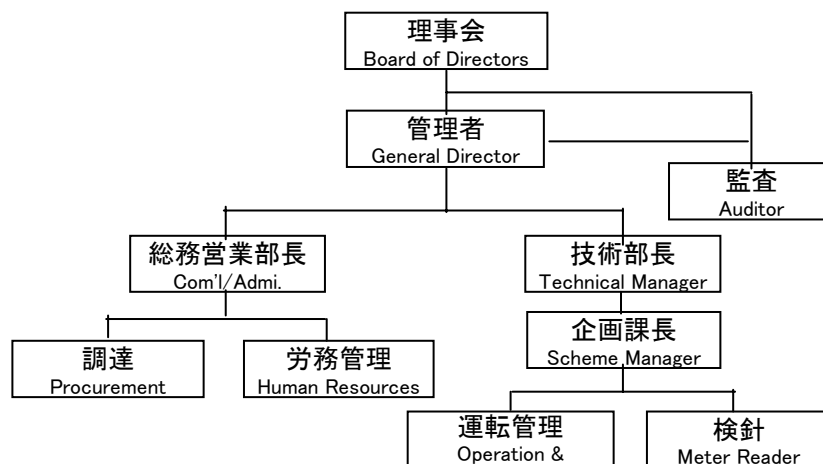 理事会
Board of Directors
管理者
General Director
監査
Auditor
総務営業部長
Com'l/Admi.
技術部長
Technical Manager
企画課長
Scheme Manager
調達
Procurement
労務管理
Human Resources
運転管理
Operation &
検針
Meter Reader